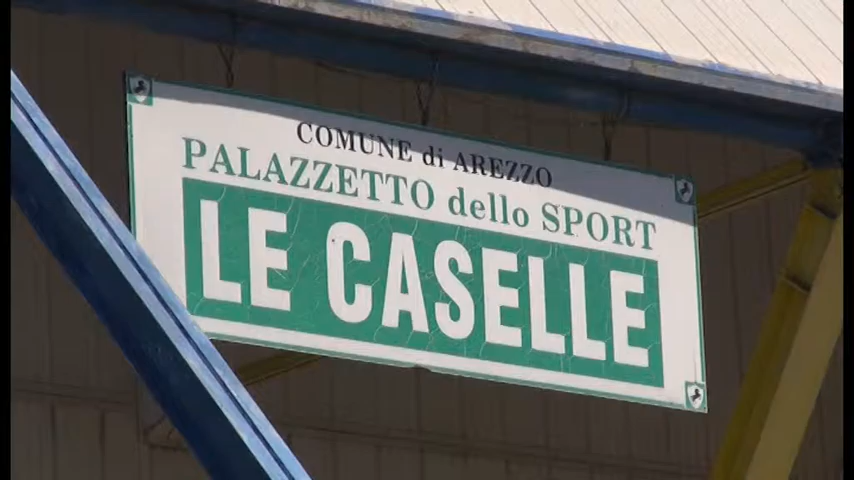 COMUNE di AREZZO
PALAZZETTO dello SPORT
LE CASELLE